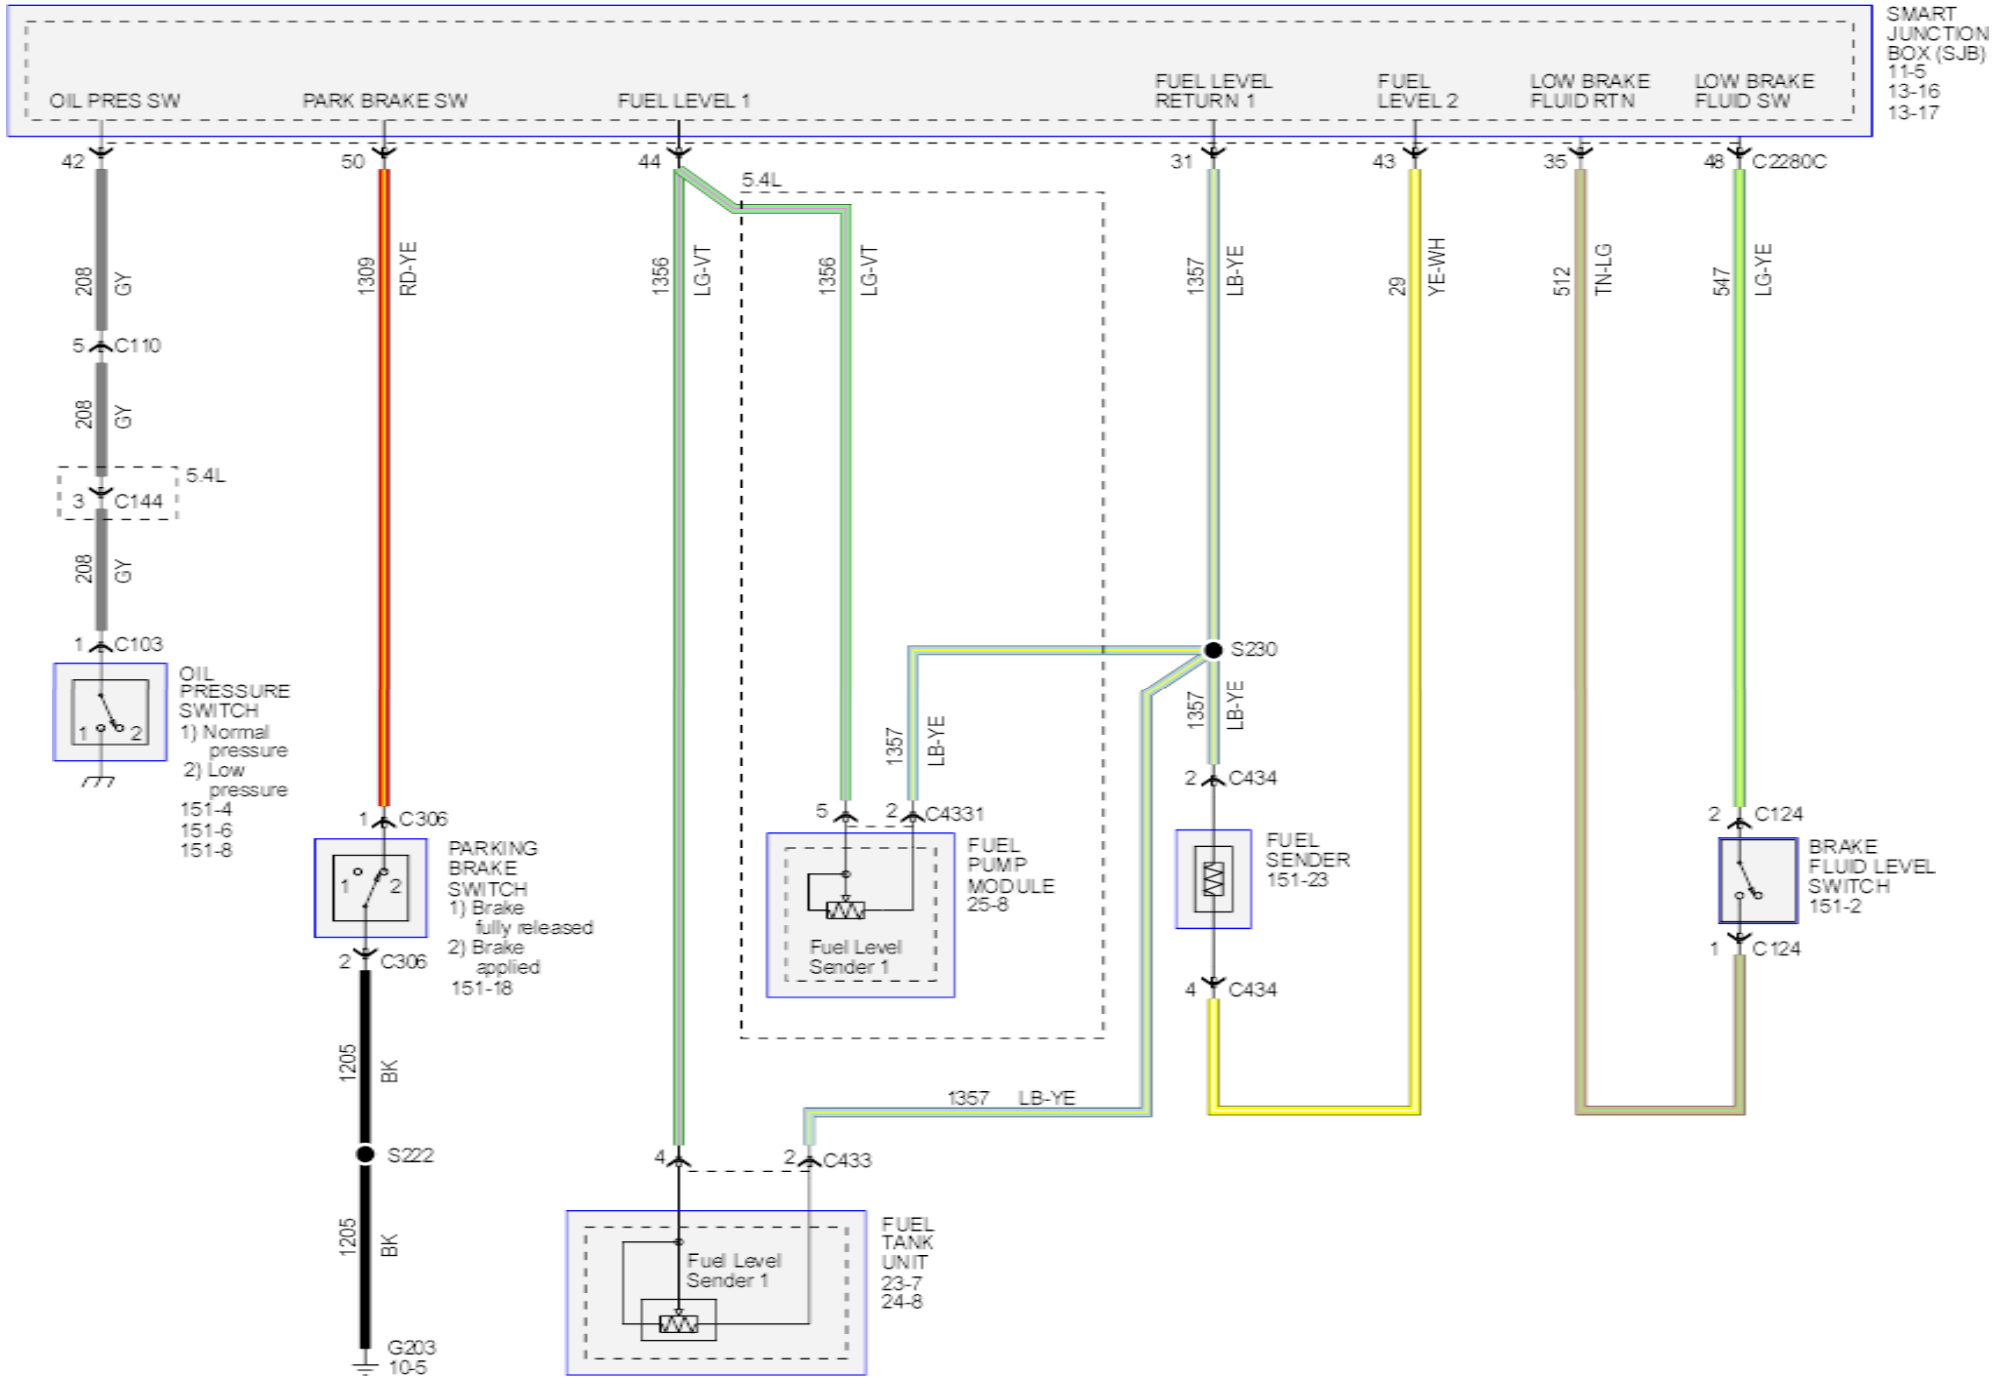 SMART
JUNCTION
BOX (SJB)
11-5
13-16
13-17
OIL PRES SW
PARK BRAKE SW
FUEL LEVEL 1
FUEL LEVEL
RETURN 1
FUEL
LEVEL 2
LOW BRAKE
FLUID RTN
LOW BRAKE
FLUID SW
42
50
44
31
43
35
48
C2280C
5.4L
208
GY
1309
RD-YE
1356
LG-VT
1356
LG-VT
1357
LB-YE
29
YE-WH
512
TN-LG
547
LG-YE
5
C110
208
GY
5.4L
3
C144
208
GY
1
C103
OIL
PRESSURE
SWITCH
1) Normal
pressure
2) Low
pressure
151-4
151-6
151-8
1
2
S230
1357
LB-YE
1357
LB-YE
2
C434
1
C306
PARKING
BRAKE
SWITCH
1) Brake
fully released
2) Brake
applied
151-18
1
2
2
C306
5
2
C4331
FUEL
PUMP
MODULE
25-8
Fuel Level
Sender 1
FUEL
SENDER
151-23
4
C434
2
C124
BRAKE
FLUID LEVEL
SWITCH
151-2
1
C124
1205
BK
S222
1205
BK
G203
10-5
1357
LB-YE
4
2
C433
FUEL
TANK
UNIT
23-7
24-8
Fuel Level
Sender 1